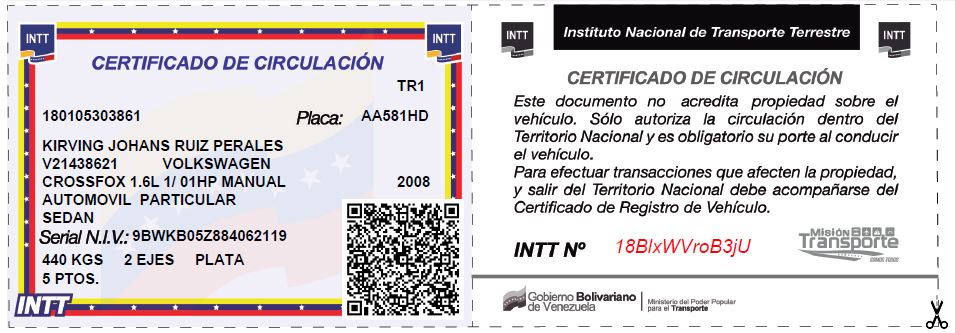 INTT
INTT
CERTIFICADO DE CIRCULACIÓN
TR1
180105303861 Placa: AA581HD
KIRVING JOHANS RUIZ PERALES
V21438621 VOLKSWAGEN
CROSSFOX 1.6L 1/ 01HP MANUAL 2008
AUTOMOVIL PARTICULAR
SEDAN
Serial N.I.V.: 9BWKB05Z884062119
440 KGS 2 EJES PLATA
5 PTOS.
INTT
INTT
Instituto Nacional de Transporte Terrestre
INTT
CERTIFICADO DE CIRCULACIÓN
Este documento no acredita propiedad sobre el
vehículo. Sólo autoriza la circulación dentro del
Territorio Nacional y es obligatorio su porte al conducir
el vehículo.
Para efectuar transacciones que afecten la propiedad,
y salir del Territorio Nacional debe acompañarse del
Certificado de Registro de Vehículo.
INTT Nº 18BlxWVroB3jU
Misión
Transporte
Gobierno Bolivariano
de Venezuela
Ministerio del Poder Popular
para el Transporte